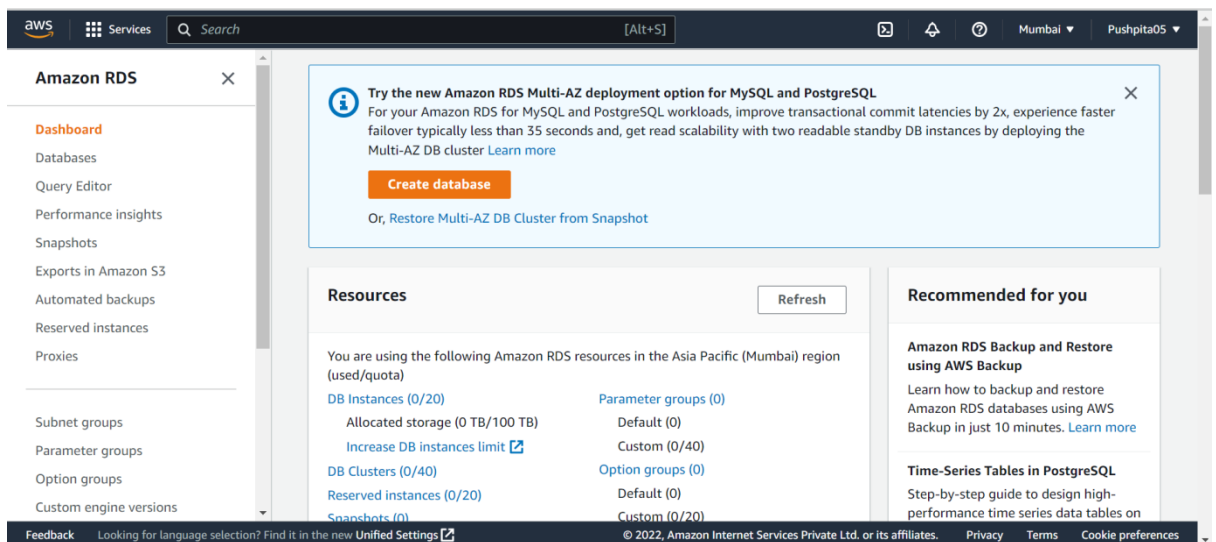 aws
Services
Search
[Alt+S]
Mumbai ▼
Pushpita05 ▼
Amazon RDS
Dashboard
Databases
Query Editor
Performance insights
Snapshots
Exports in Amazon S3
Automated backups
Reserved instances
Proxies
Subnet groups
Parameter groups
Option groups
Custom engine versions
Try the new Amazon RDS Multi-AZ deployment option for MySQL and PostgreSQL
For your Amazon RDS for MySQL and PostgreSQL workloads, improve transactional commit latencies by 2x, experience faster
failover typically less than 35 seconds and, get read scalability with two readable standby DB instances by deploying the
Multi-AZ DB cluster Learn more
Create database
Or, Restore Multi-AZ DB Cluster from Snapshot
Resources
Refresh
You are using the following Amazon RDS resources in the Asia Pacific (Mumbai) region
(used/quota)
DB Instances (0/20)
Allocated storage (0 TB/100 TB)
Increase DB instances limit
DB Clusters (0/40)
Reserved instances (0/20)
Snapshots (0)
Parameter groups (0)
Default (0)
Custom (0/40)
Option groups (0)
Default (0)
Custom (0/20)
Recommended for you
Amazon RDS Backup and Restore
using AWS Backup
Learn how to backup and restore
Amazon RDS databases using AWS
Backup in just 10 minutes. Learn more
Time-Series Tables in PostgreSQL
Step-by-step guide to design high-
performance time series data tables on
Feedback
Looking for language selection? Find it in the new Unified Settings
© 2022, Amazon Internet Services Private Ltd. or its affiliates.
Privacy
Terms
Cookie preferences